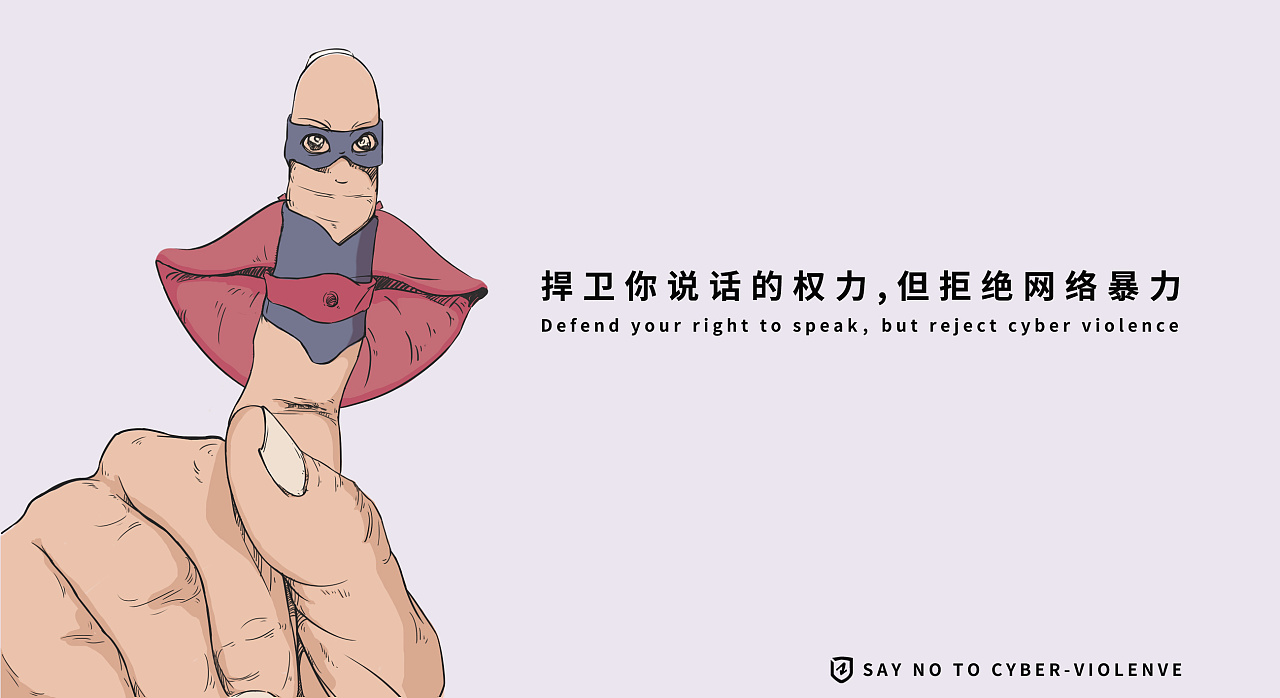 捍卫你说话的权力,但拒绝网络暴力
Defend your right to speak, but reject cyber violence
SAY NO TO CYBER-VIOLENVE